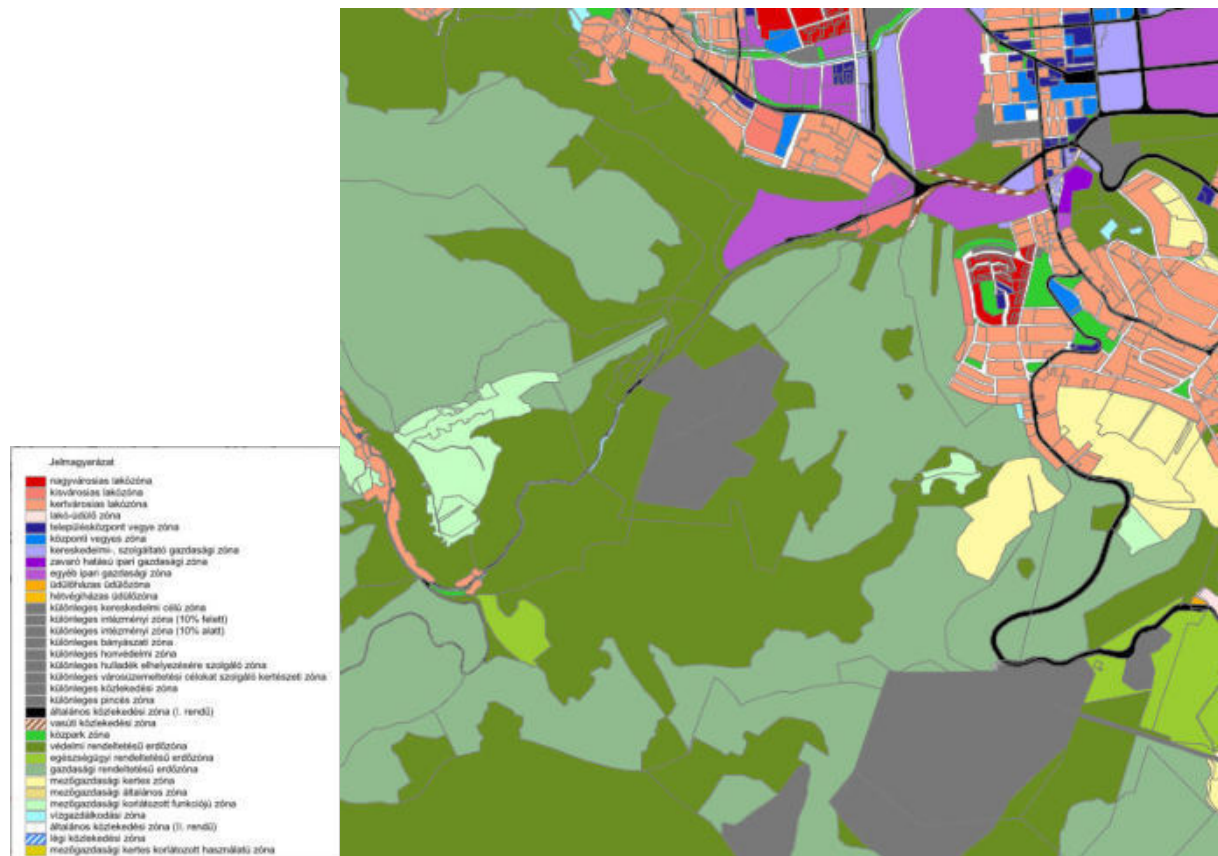 Jelmagyarázat
nagyvárosias lakózóna
kisvárosias lakózóna
kertvárosias lakózóna
lakó-üdülő zóna
településközpont vegye zóna
központi vegyes zóna
kereskedelmi-, szolgáltató gazdasági zóna
zavaró hatású ipari gazdasági zóna
egyéb ipari gazdasági zóna
üdülőházas üdülőzóna
hétvégiházas üdülőzóna
különleges kereskedelmi célú zóna
különleges intézményi zóna (10% felett)
különleges intézményi zóna (10% alatt)
különleges bányászati zóna
különleges honvédelmi zóna
különleges hulladék elhelyezésére szolgáló zóna
különleges városüzemeltetési célokat szolgáló kertészeti zóna
különleges közlekedési zóna
különleges pincés zóna
általános közlekedési zóna (I. rendű)
vasúti közlekedési zóna
közpark zóna
védelmi rendeltetésű erdőzóna
egészségügyi rendeltetésű erdőzóna
gazdasági rendeltetésű erdőzóna
mezőgazdasági kertes zóna
mezőgazdasági általános zóna
mezőgazdasági korlátozott funkciójú zóna
vízgazdálkodási zóna
általános közlekedési zóna (II. rendű)
légi közlekedési zóna
mezőgazdasági kertes korlátozott használatú zóna